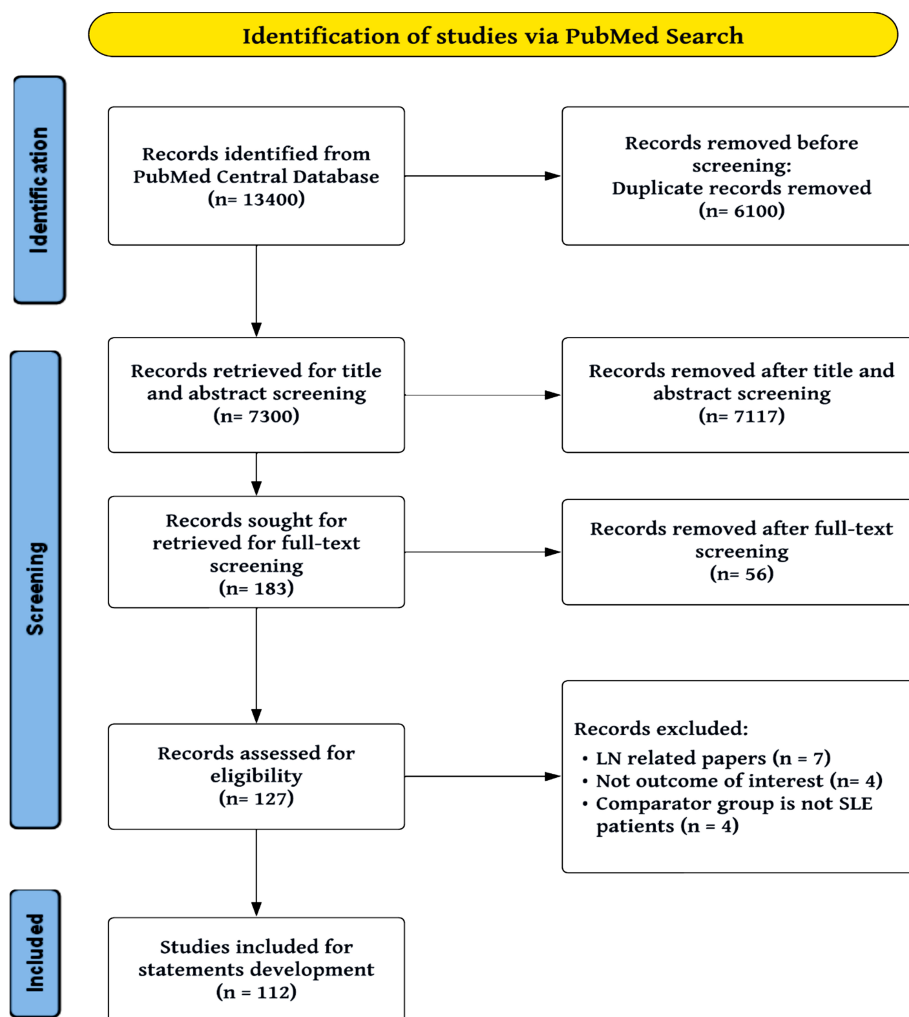 Identification of studies via PubMed Search
Identification
Records identified from
PubMed Central Database
(n= 13400)
Records removed before
screening:
Duplicate records removed
(n= 6100)
Screening
Records retrieved for title
and abstract screening
(n= 7300)
Records removed after title and
abstract screening
(n= 7117)
Records sought for
retrieved for full-text
screening
(n= 183)
Records removed after full-text
screening
(n= 56)
Records assessed for
eligibility
(n= 127)
Records excluded:
• LN related papers (n = 7)
• Not outcome of interest (n= 4)
• Comparator group is not SLE
patients (n = 4)
Included
Studies included for
statements development
(n = 112)